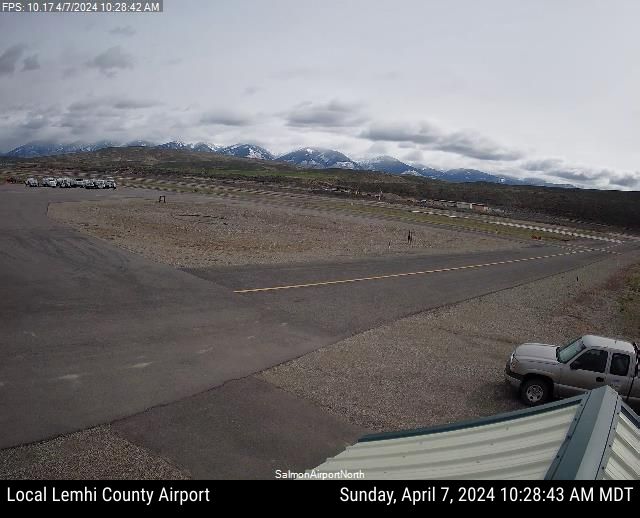 FPS: 10.17 4/7/2024 10:28:42 AM
SalmonAirportNorth
Local Lemhi County Airport
Sunday, April 7, 2024 10:28:43 AM MDT